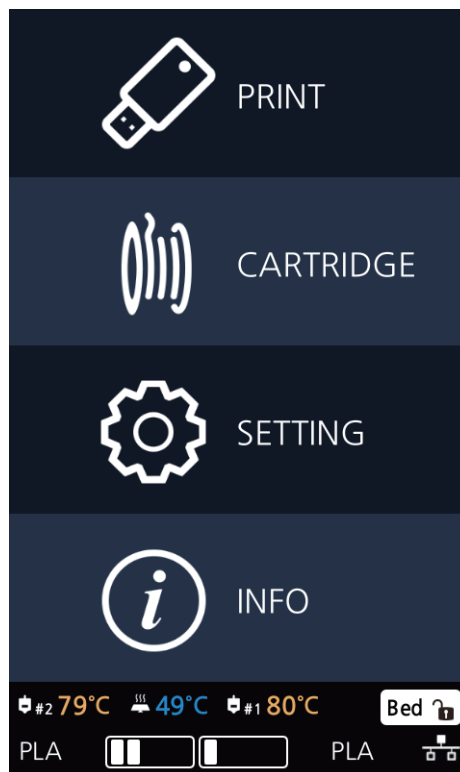 PRINT
CARTRIDGE
SETTING
i INFO
#2 79°C 49°C #1 80°C Bed
PLA PLA